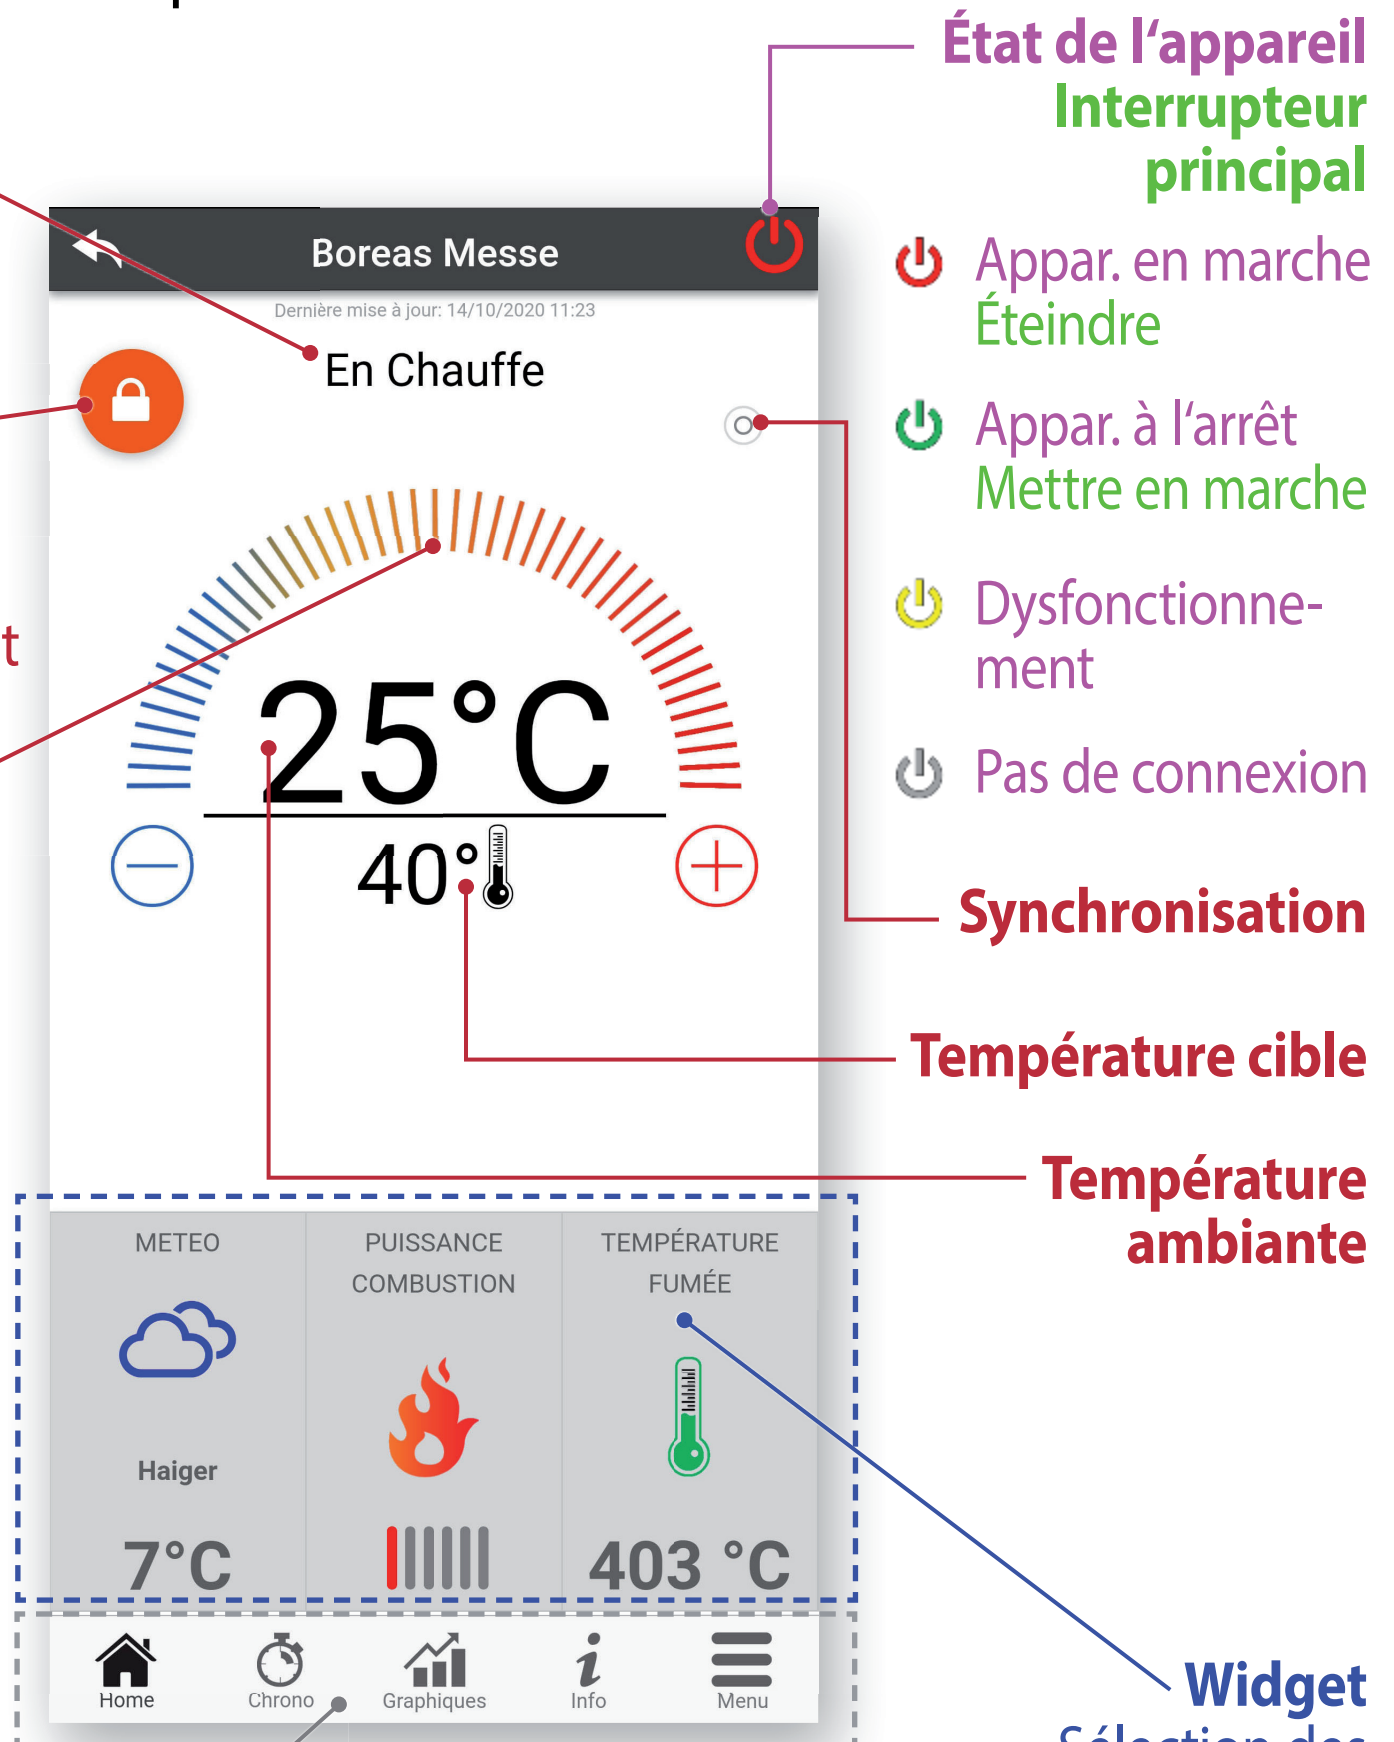 État de l‘appareil
Interrupteur
principal
Boreas Messe
Dernière mise à jour: 14/10/2020 11:23
En Chauffe
Appar. en marche
Éteindre
Appar. à l‘arrêt
Mettre en marche
Dysfonctionne-
ment
Pas de connexion
t
25°C
40°
Synchronisation
Température cible
Température
ambiante
METEO
Haiger
7°C
PUISSANCE
COMBUSTION
TEMPÉRATURE
FUMÉE
403 °C
Home
Chrono
Graphiques
Info
Menu
Widget
Sélection des